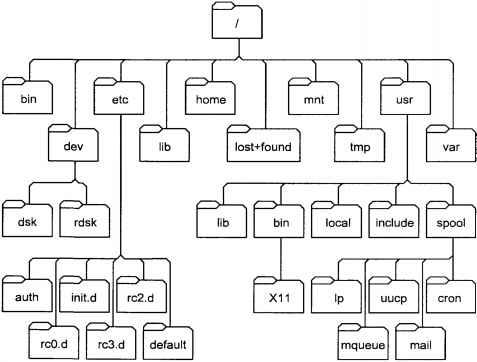 /
bin
etc
home
mnt
usr
dev
lib
lost+found
tmp
var
dsk
rdsk
lib
bin
local
include
spool
auth
init.d
rc2.d
X11
lp
uucp
cron
rc0.d
rc3.d
default
mqueue
mail